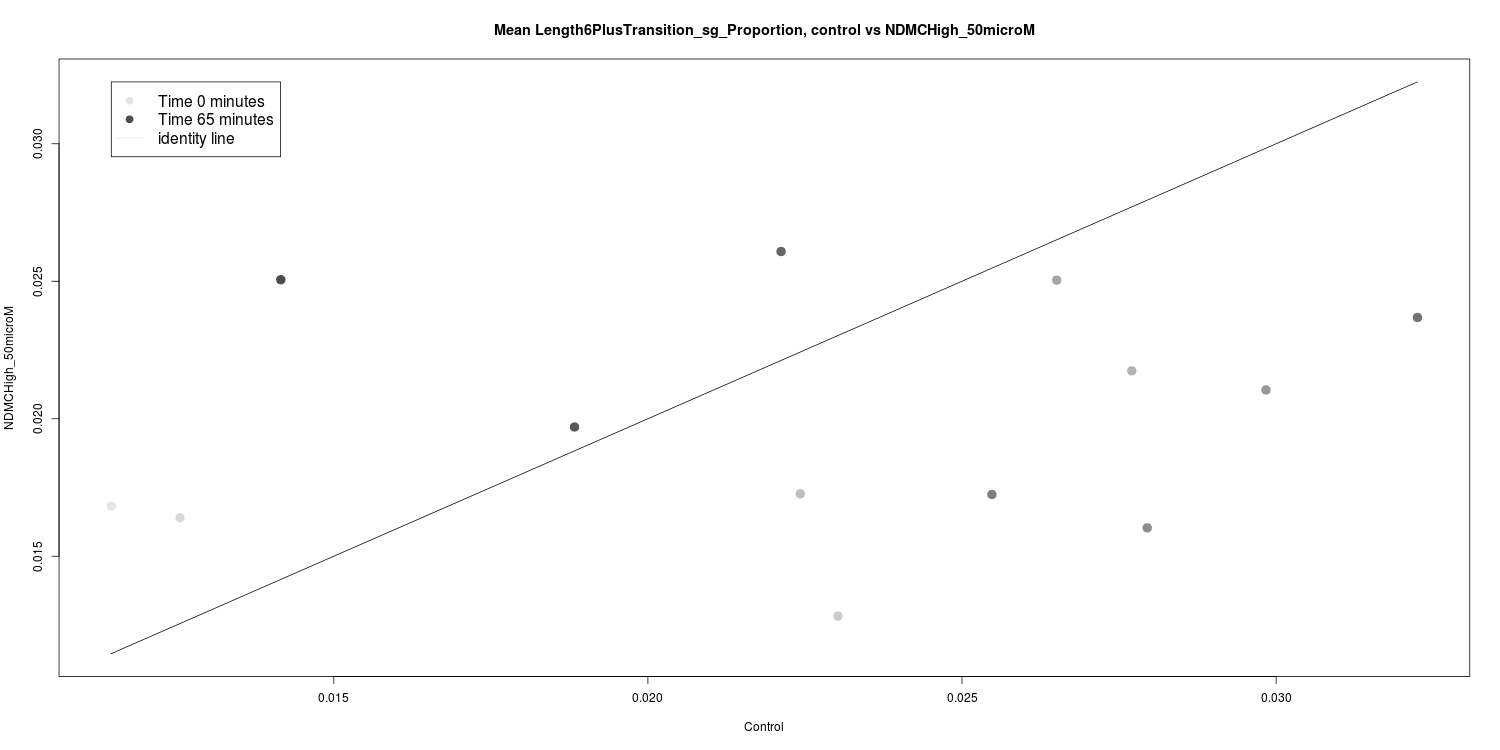 Mean Length6PlusTransition_sg_Proportion, control vs NDMCHigh_50microM
Time 0 minutes
Time 65 minutes
identity line
0.030
0.025
0.020
0.015
NDMCHigh_50microM
0.015
0.020
0.025
0.030
Control